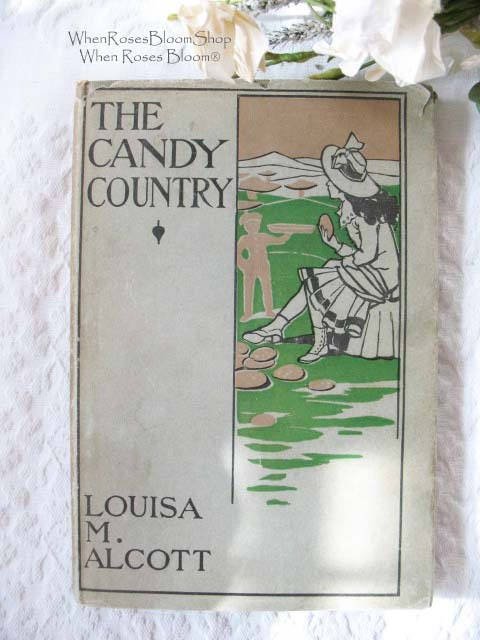 WhenRosesBloomShop
When Roses Bloom®
THE
CANDY
COUNTRY
LOUISA
M.
ALCOTT